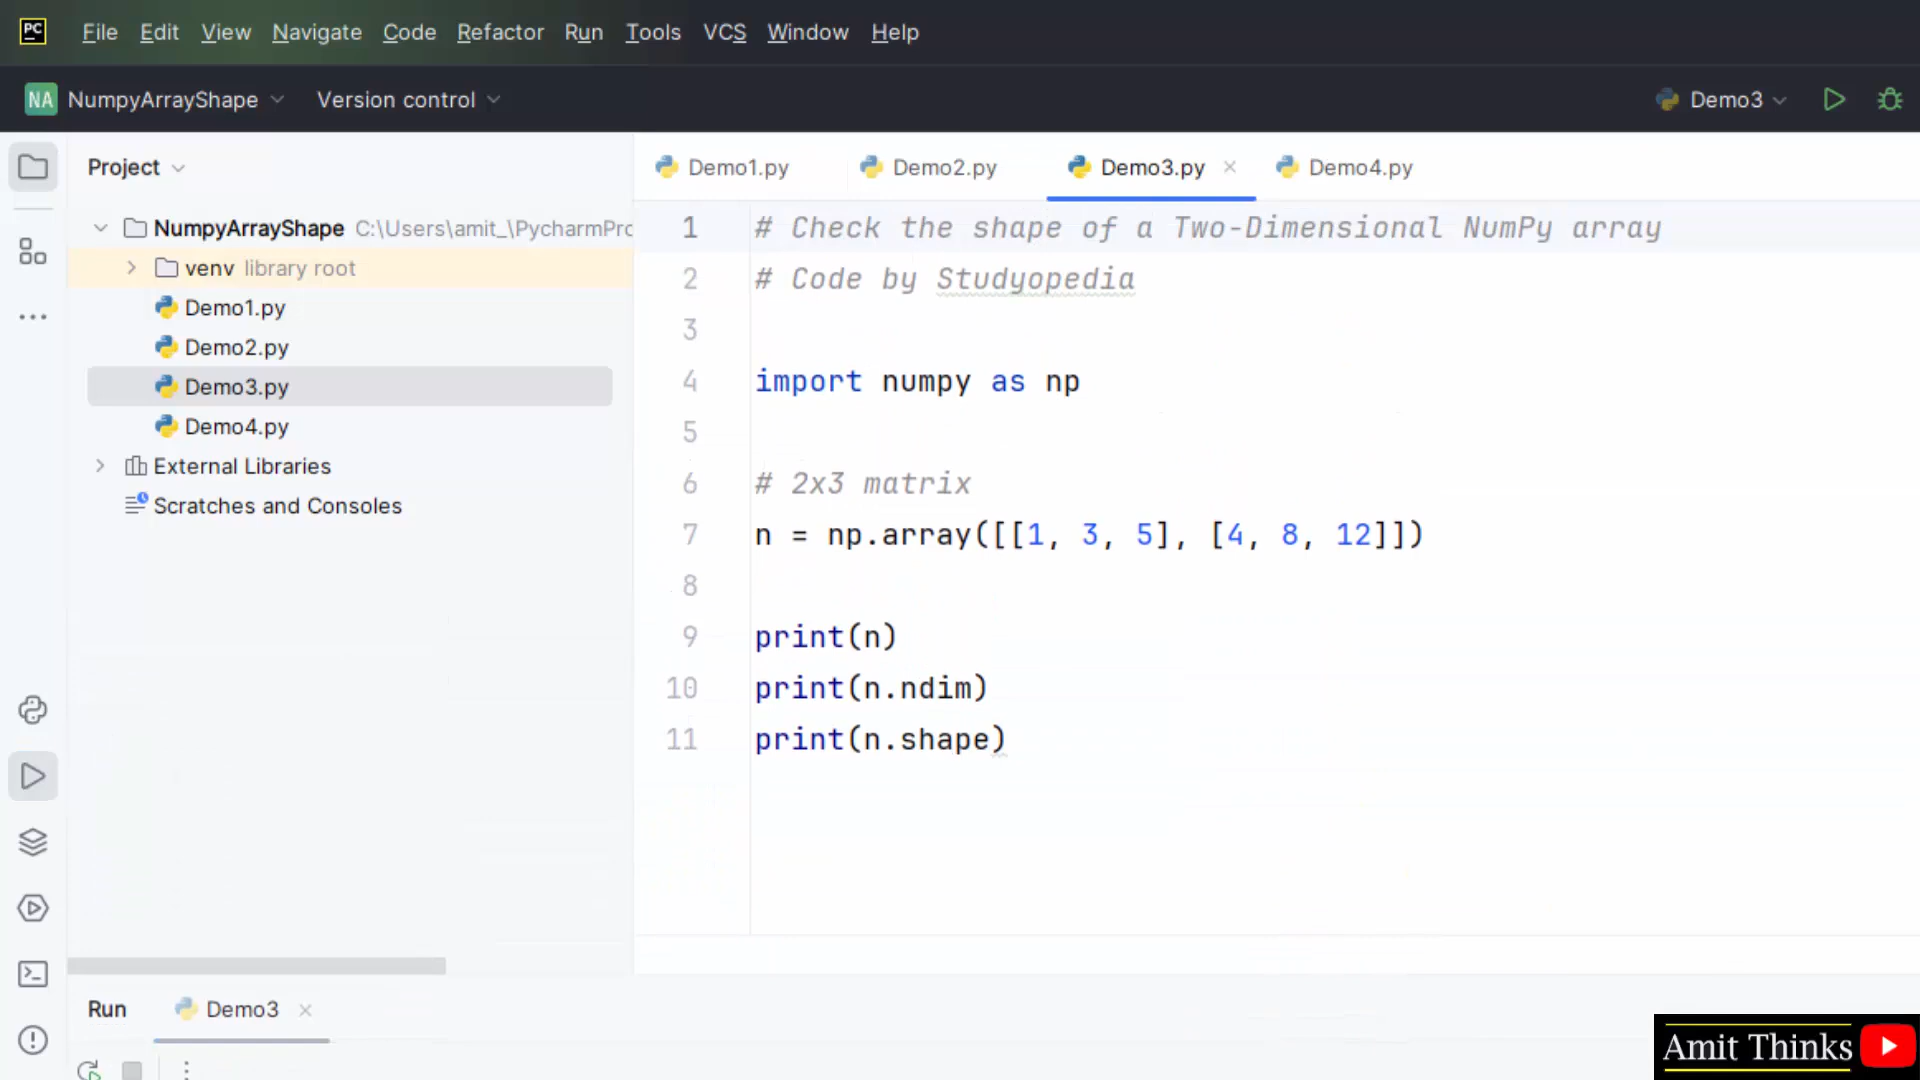 PC File Edit View Navigate Code Refactor Run Tools VCS Window Help
NA NumpyArrayShape Version control Demo3
Project
Demo1.py Demo2.py Demo3.py Demo4.py
NumpyArrayShape C:\Users\amit_\PycharmPro
venv library root
Demo1.py
Demo2.py
Demo3.py
Demo4.py
External Libraries
Scratches and Consoles
1 # Check the shape of a Two-Dimensional NumPy array
2 # Code by Studyopedia
3
4 import numpy as np
5
6 # 2x3 matrix
7 n = np.array([[1, 3, 5], [4, 8, 12]])
8
9 print(n)
10 print(n.ndim)
11 print(n.shape)
Run Demo3
Amit Thinks